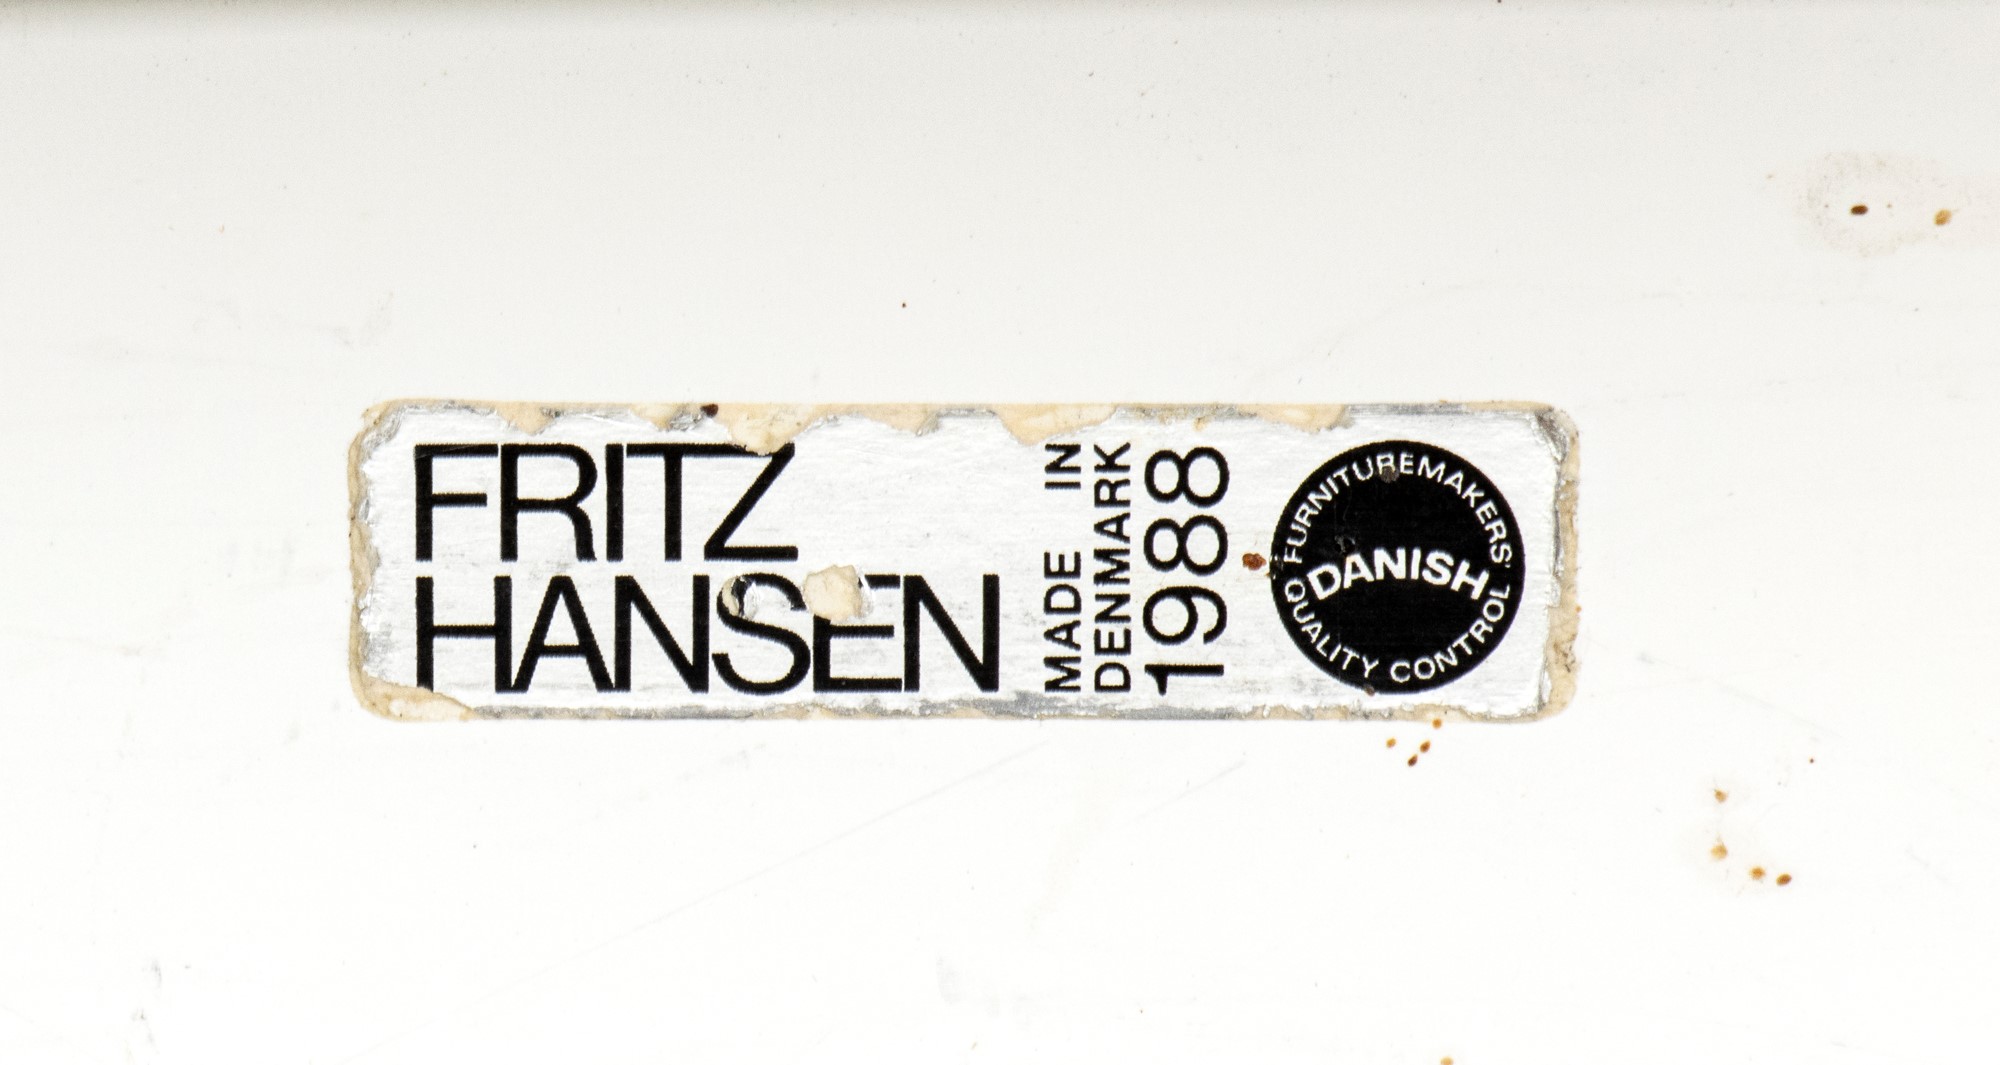 FRITZ
HANSEN
MADE IN
DENMARK
1988
FURNITUREMAKERS'
DANISH
QUALITY CONTROL